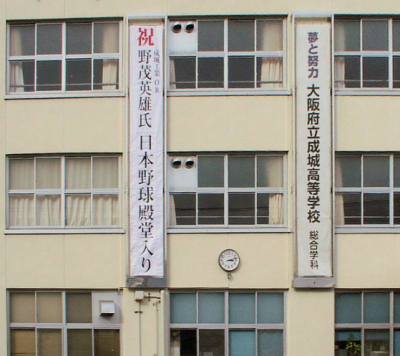 祝 成城工業OB 野茂英雄氏 日本野球殿堂入り
夢と努力 大阪府立成城高等学校 総合学科